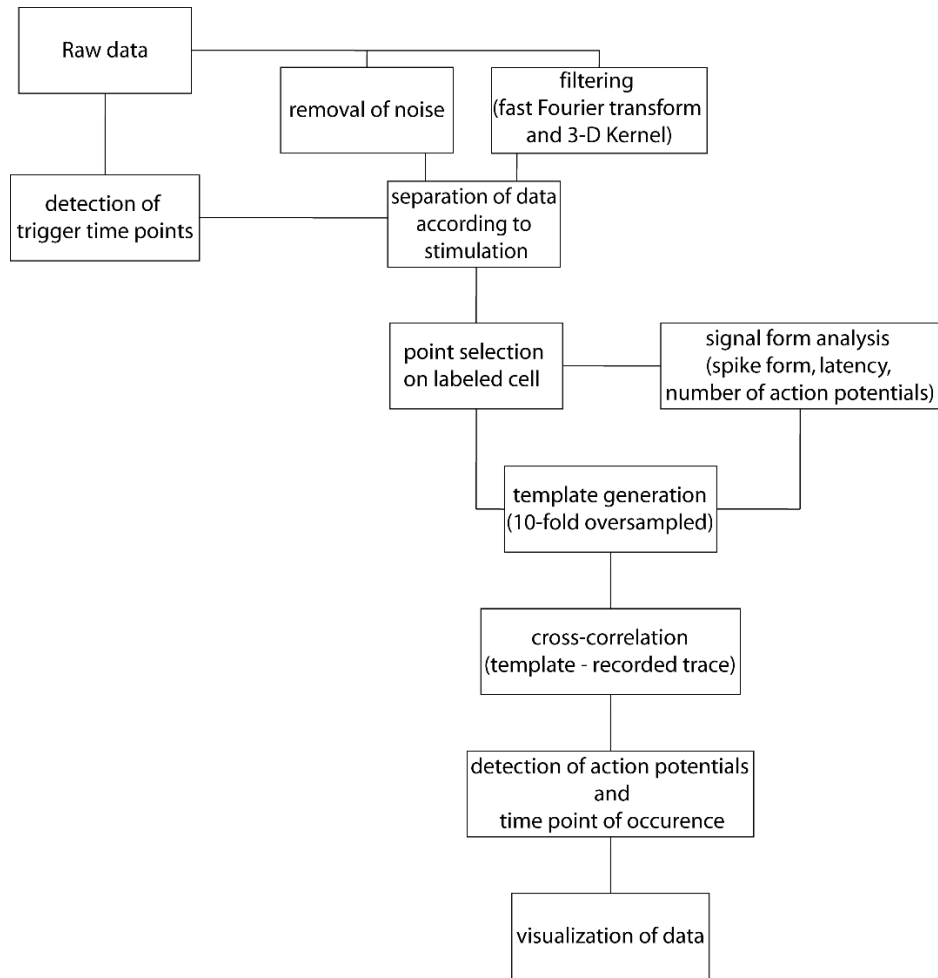 Raw data
removal of noise
filtering
(fast Fourier transform
and 3-D Kernel)
detection of
trigger time points
separation of data
according to
stimulation
point selection
on labeled cell
signal form analysis
(spike form, latency,
number of action potentials)
template generation
(10-fold oversampled)
cross-correlation
(template - recorded trace)
detection of action potentials
and
time point of occurence
visualization of data